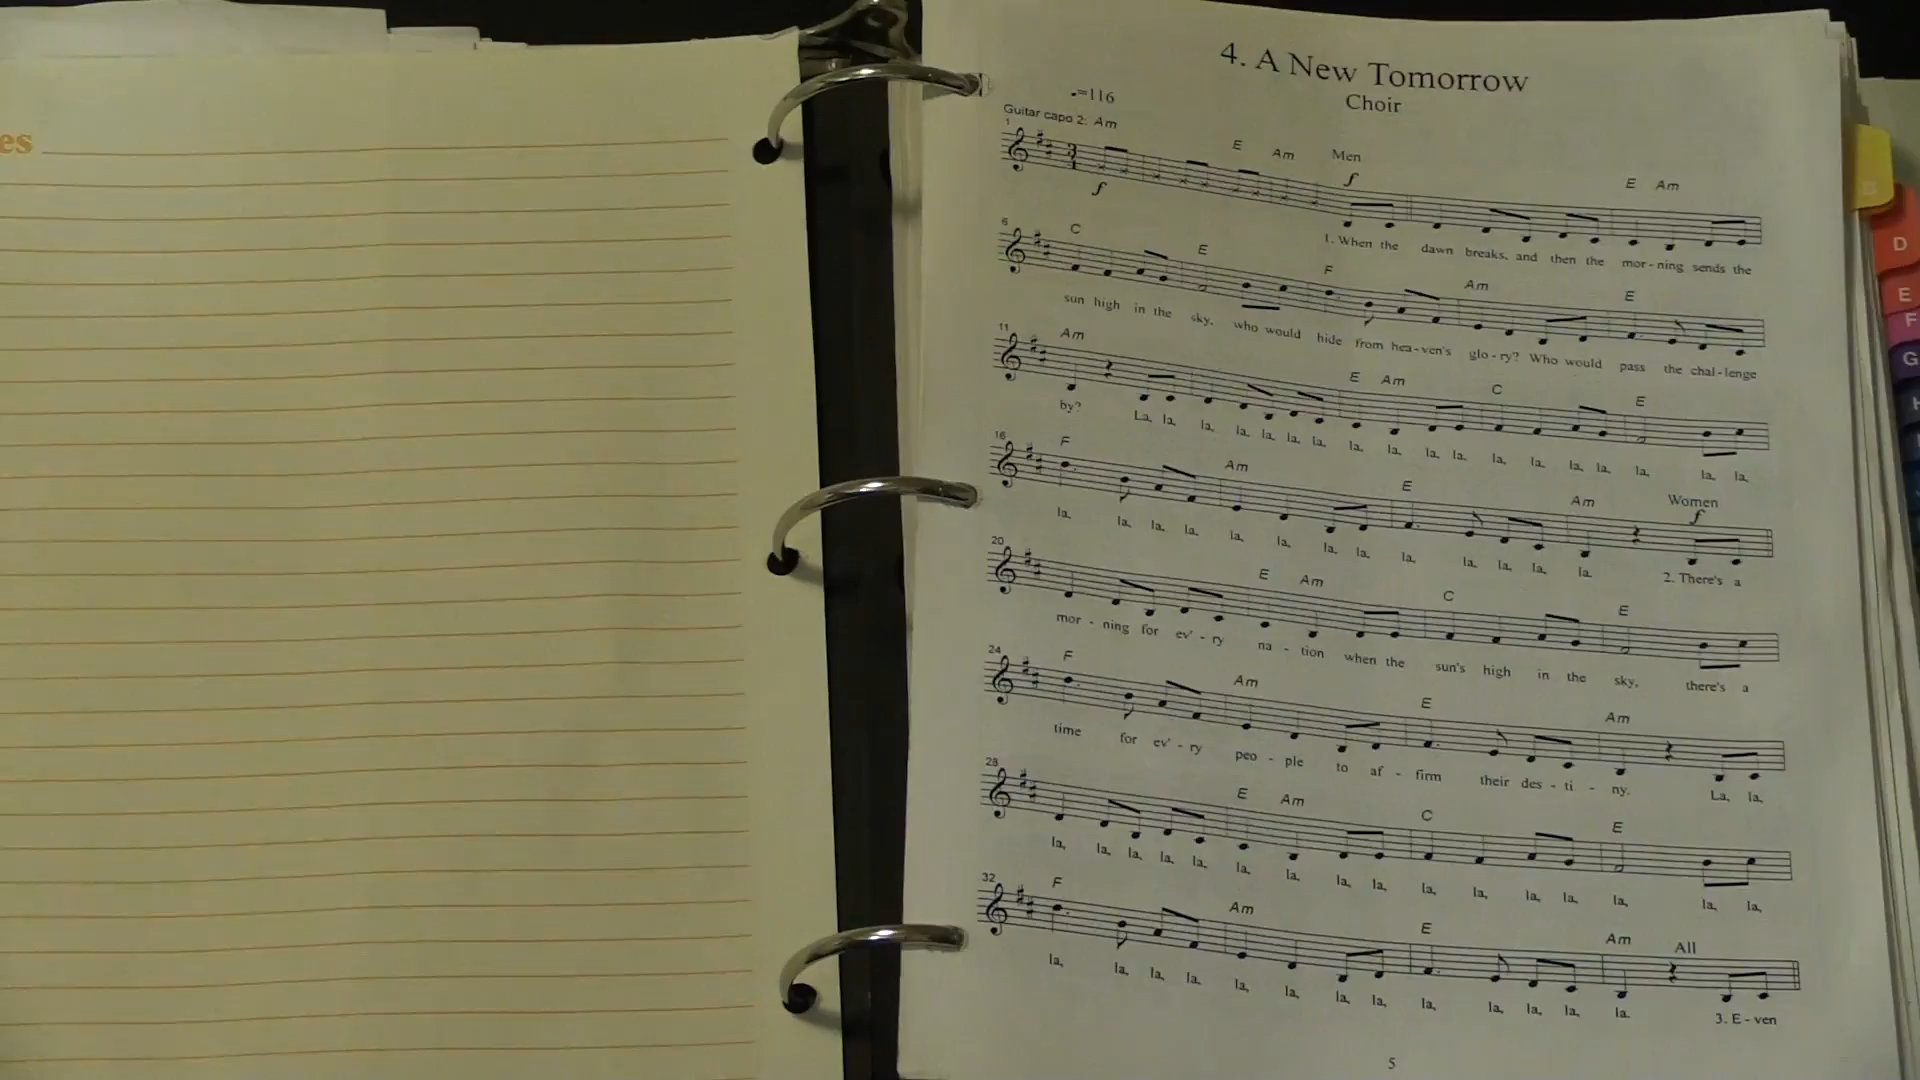 es
4. A New Tomorrow
Choir
=116
Guitar capo 2: Am
E Am Men E Am
1
f f
1. When the dawn breaks, and then the mor - ning sends the
6
C E F Am E
sun high in the sky, who would hide from hea - ven's glo - ry? Who would pass the chal - lenge
11
Am E Am C E
by? La, la, la, la, la, la, la, la, la, la, la, la, la, la, la, la, la, la,
16
F Am E Am Women
f
la, la, la, la, la, la, la, la, la, la, la, la, la. 2. There's a
20
E Am C E
mor - ning for ev' - ry na - tion when the sun's high in the sky, there's a
24
F Am E Am
time for ev' - ry peo - ple to af - firm their des - ti - ny. La, la,
28
E Am C E
la, la, la, la, la, la, la, la, la, la, la, la, la, la, la, la,
32
F Am E Am All
la, la, la, la, la, la, la, la, la, la, la, la, la. 3. E - ven
5
D
E
F
G